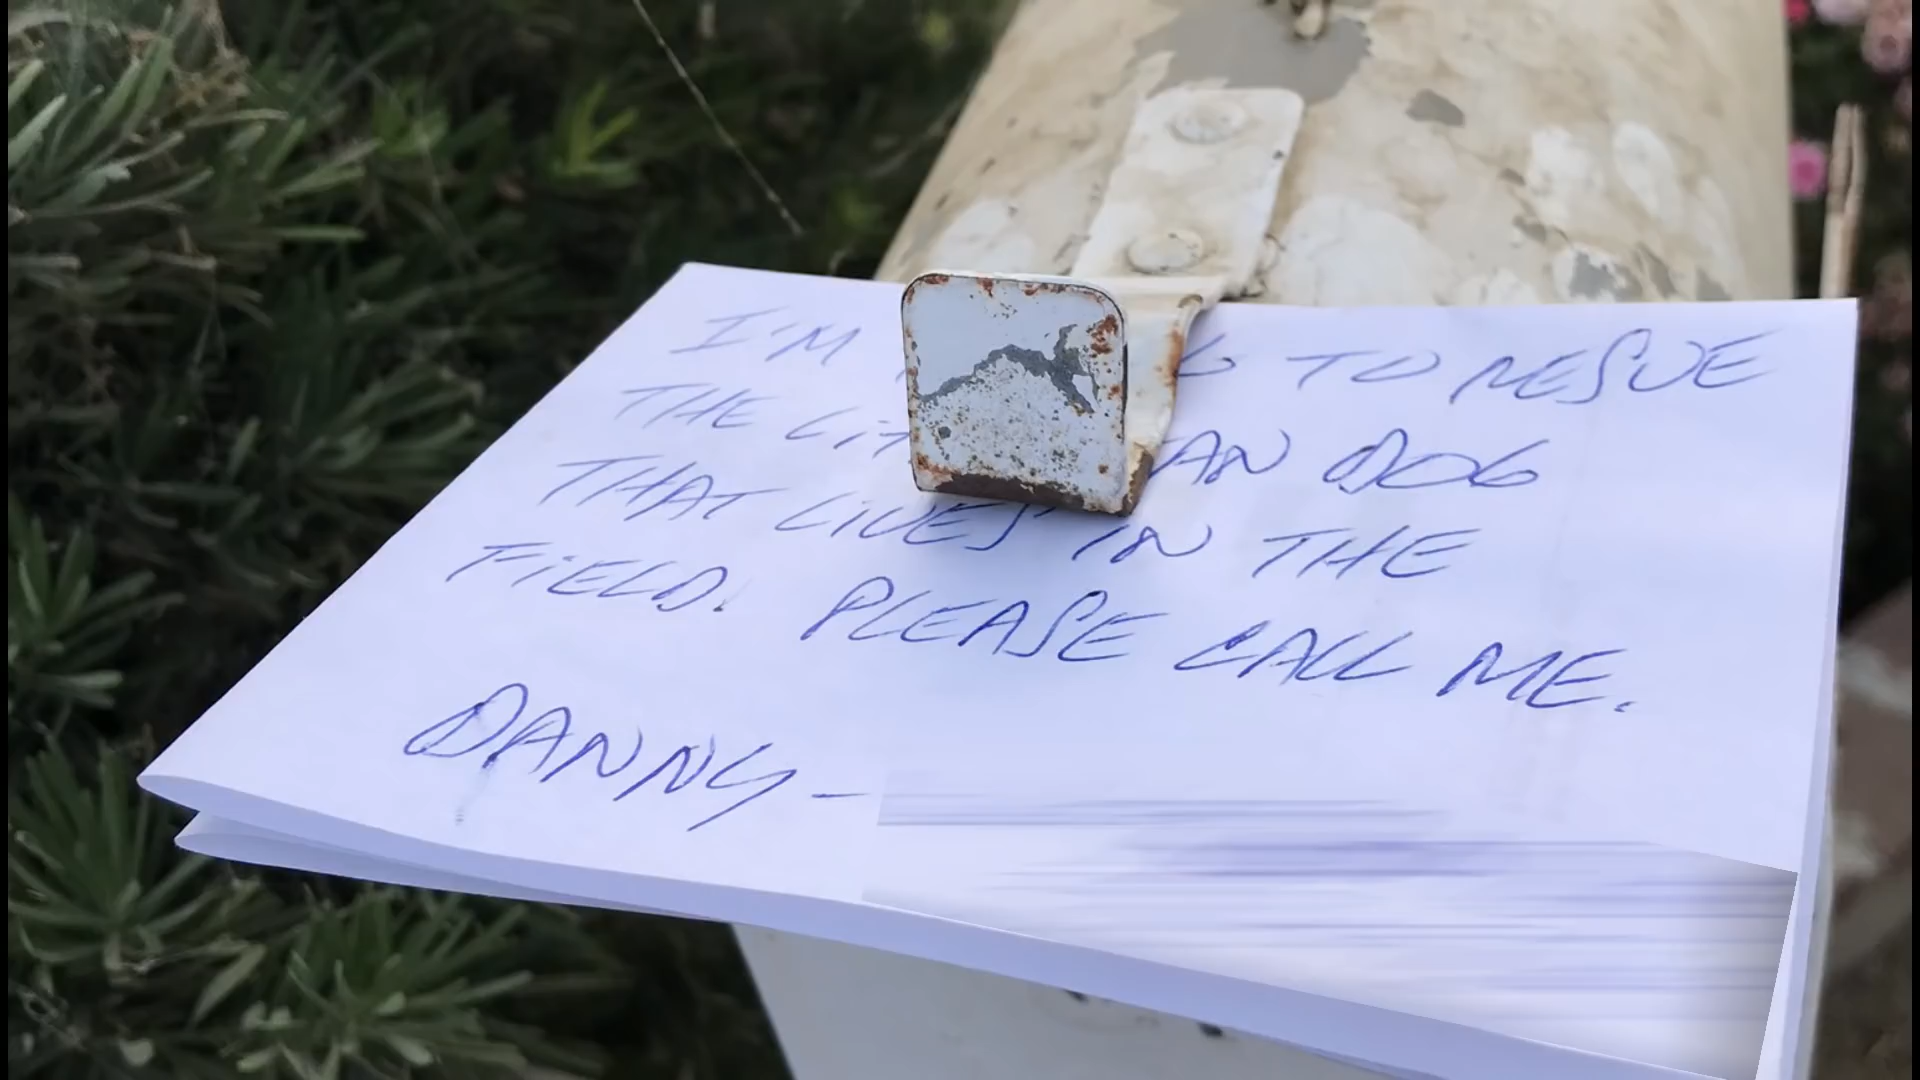 I'M TO RESUE
THE DOG
THAT LIVES IN THE
FIELD. PLEASE CALL ME.
DANNY -